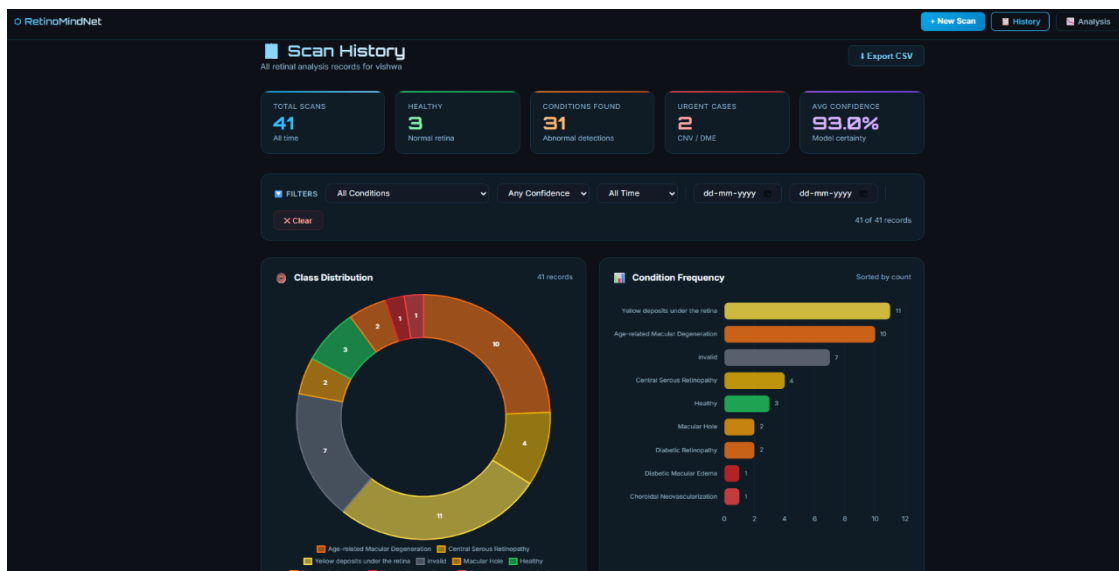 RetinoMindNet
+ New Scan
History
Analysis
Scan History
All retinal analysis records for vishwa
Export CSV
TOTAL SCANS
41
All time
HEALTHY
3
Normal retina
CONDITIONS FOUND
31
Abnormal detections
URGENT CASES
2
CNV / DME
AVG CONFIDENCE
93.0%
Model certainty
FILTERS
All Conditions
Any Confidence
All Time
dd-mm-yyyy
dd-mm-yyyy
X Clear
41 of 41 records
Class Distribution
41 records
10
4
11
7
2
3
2
1
1
Age-related Macular Degeneration
Central Serous Retinopathy
Yellow deposits under the retina
Invalid
Macular Hole
Healthy
Condition Frequency
Sorted by count
Yellow deposits under the retina 11
Age-related Macular Degeneration 10
Invalid 7
Central Serous Retinopathy 4
Healthy 3
Macular Hole 2
Diabetic Retinopathy 2
Diabetic Macular Edema 1
Choroidal Neovascularization 1
0 2 4 6 8 10 12